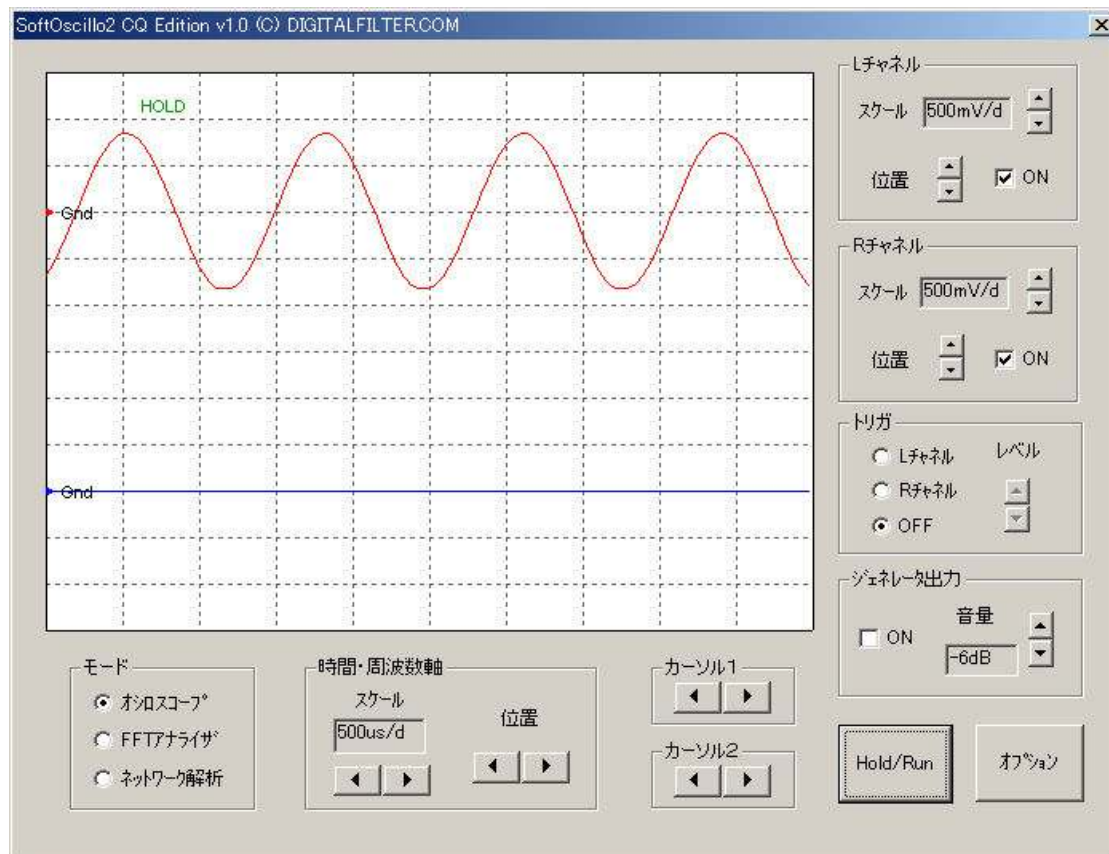 SoftOscillo2 CQ Edition v1.0 (C) DIGITALFILTER.COM
HOLD
Gnd
Gnd
Lチャネル
スケール 500mV/d
位置 ON
Rチャネル
スケール 500mV/d
位置 ON
トリガ
Lチャネル レベル
Rチャネル
OFF
ジェネレータ出力
音量
ON
-6dB
モード
オシロスコープ
FFTアナライザ
ネットワーク解析
時間・周波数軸
スケール
位置
500us/d
カーソル1
カーソル2
Hold/Run
オプション